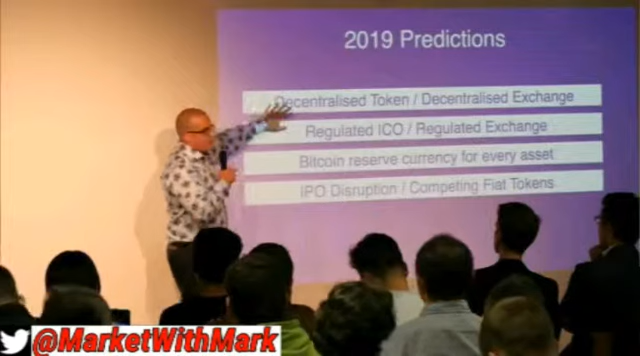 2019 Predictions
Decentralised Token / Decentralised Exchange
Regulated ICO / Regulated Exchange
Bitcoin reserve currency for every asset
IPO Disruption / Competing Fiat Tokens
@MarketWithMark